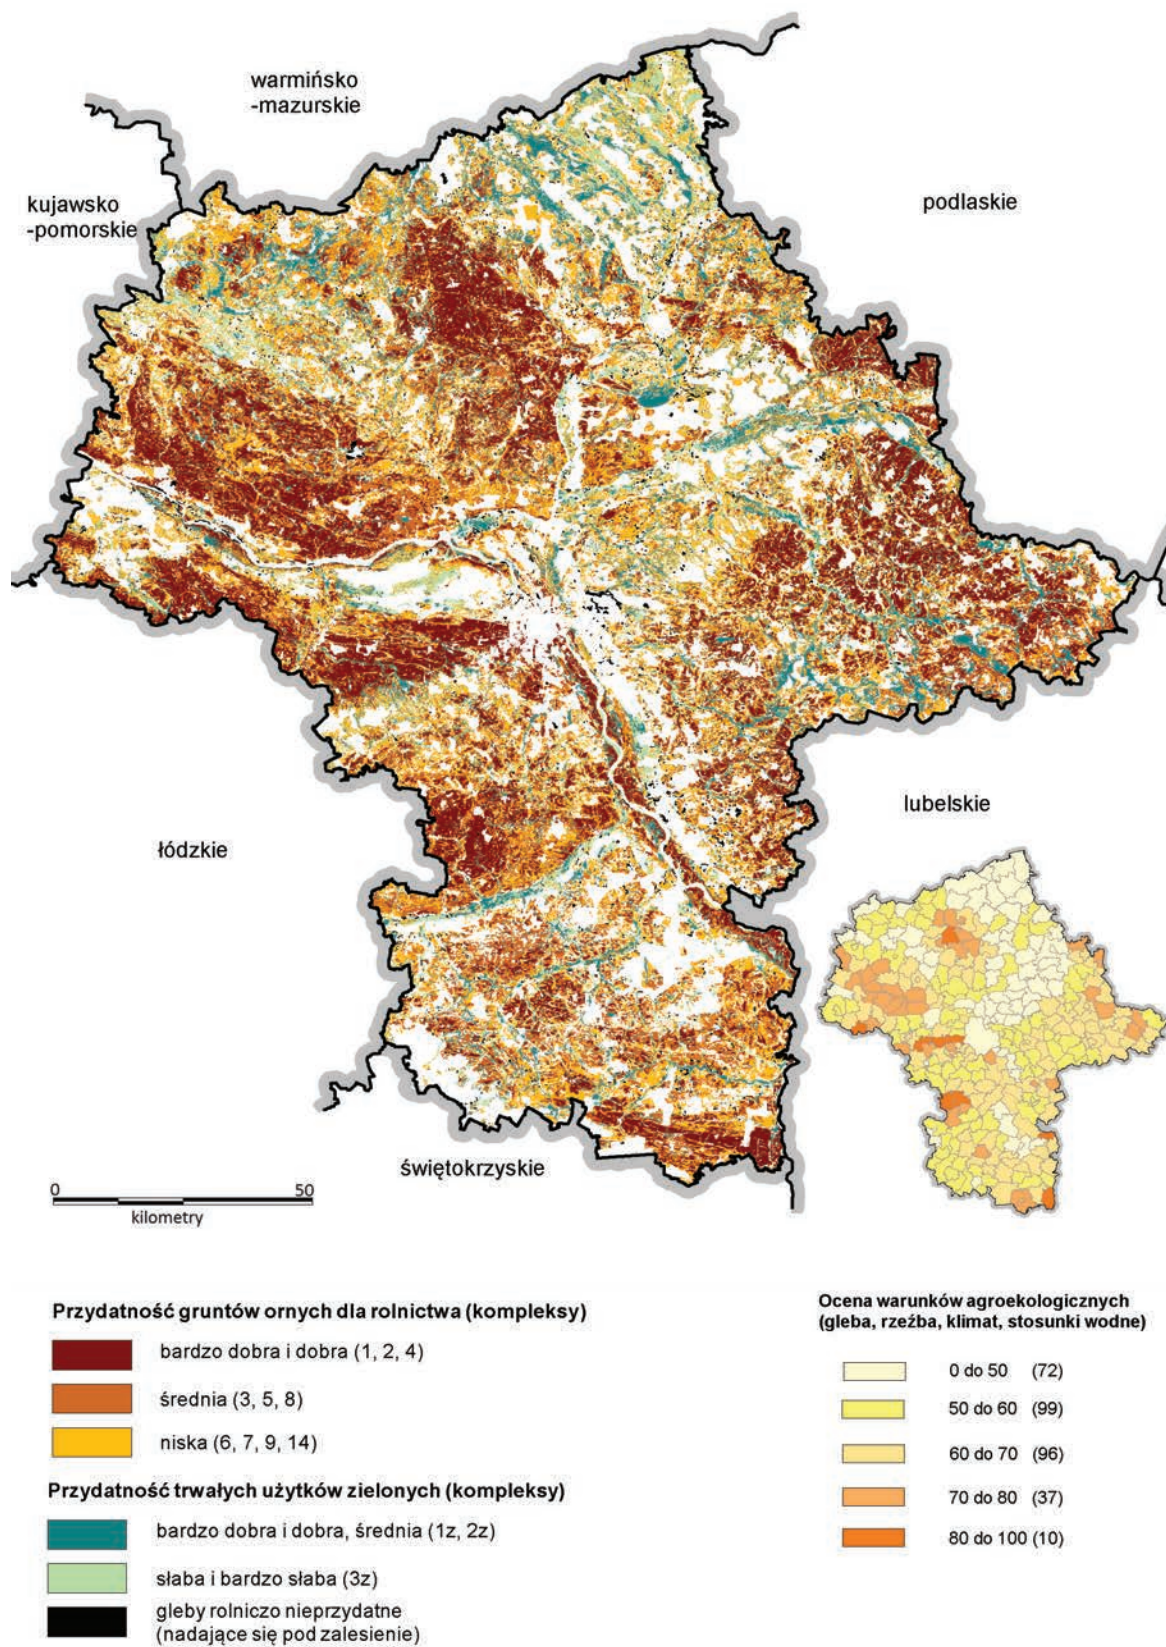 warmińsko
-mazurskie
kujawsko
-pomorskie
podlaskie
łódzkie
lubelskie
świętokrzyskie
0 50
kilometry
Przydatność gruntów ornych dla rolnictwa (kompleksy)
bardzo dobra i dobra (1, 2, 4)
średnia (3, 5, 8)
niska (6, 7, 9, 14)
Przydatność trwałych użytków zielonych (kompleksy)
bardzo dobra i dobra, średnia (1z, 2z)
słaba i bardzo słaba (3z)
gleby rolniczo nieprzydatne
(nadające się pod zalesienie)
Ocena warunków agroekologicznych
(gleba, rzeźba, klimat, stosunki wodne)
0 do 50 (72)
50 do 60 (99)
60 do 70 (96)
70 do 80 (37)
80 do 100 (10)